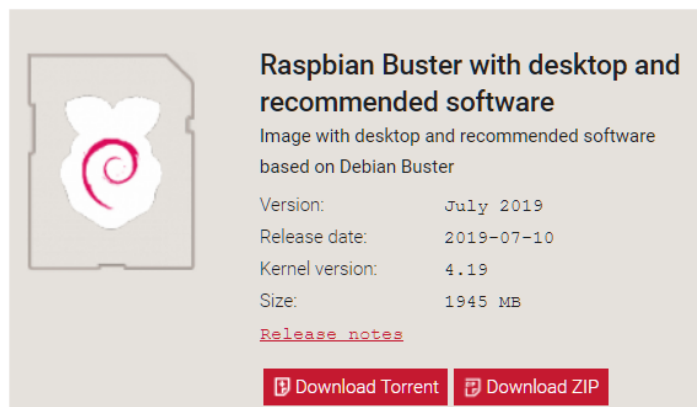 Raspbian Buster with desktop and
recommended software
Image with desktop and recommended software
based on Debian Buster
Version: July 2019
Release date: 2019-07-10
Kernel version: 4.19
Size: 1945 MB
Release notes
Download Torrent Download ZIP